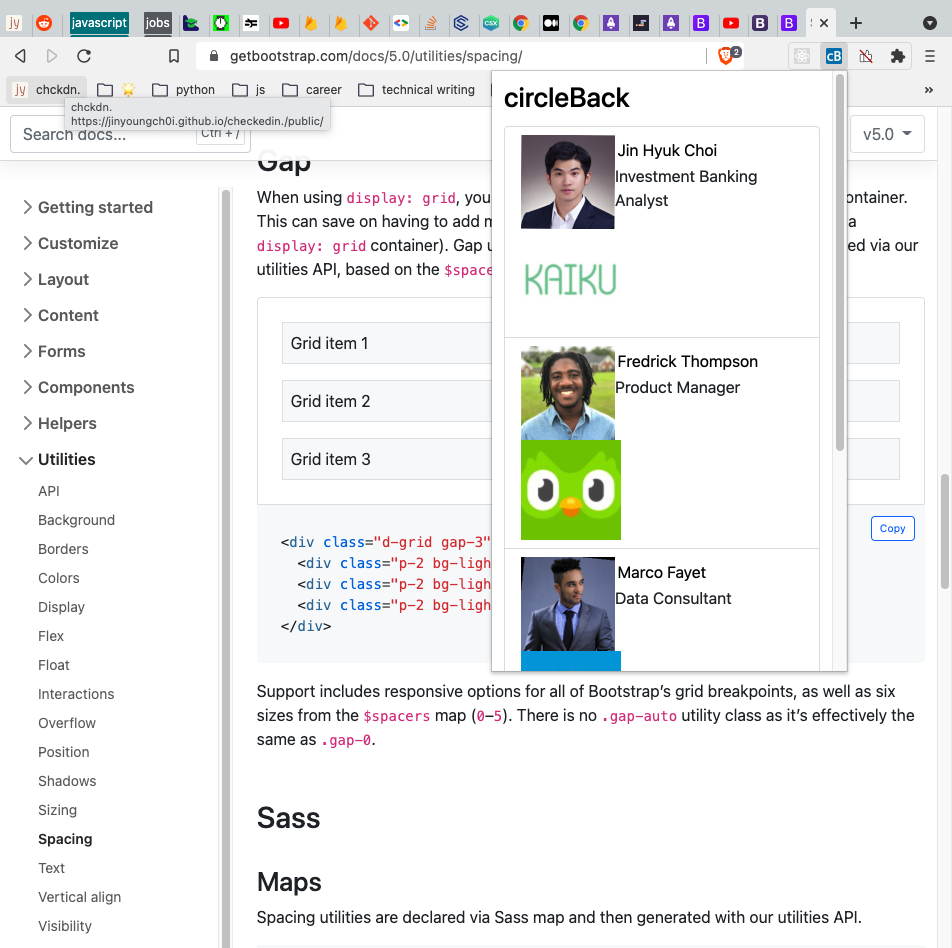 jy
javascript
jobs
CSX
B
B
B
getbootstrap.com/docs/5.0/utilities/spacing/
2
cB
jy chckdn.
python
js
career
technical writing
»
chckdn.
https://jinyoungch0i.github.io/checkedin./public/
Search docs...
Ctrl + /
v5.0
circleBack
Jin Hyuk Choi
Investment Banking
Analyst
KAIKU
Fredrick Thompson
Product Manager
Marco Fayet
Data Consultant
Getting started
Customize
Layout
Content
Forms
Components
Helpers
Utilities
API
Background
Borders
Colors
Display
Flex
Float
Interactions
Overflow
Position
Shadows
Sizing
Spacing
Text
Vertical align
Visibility
Gap
When using display: grid, you ontainer.
This can save on having to add m a
display: grid container). Gap u ed via our
utilities API, based on the $space
Grid item 1
Grid item 2
Grid item 3
Copy
<div class="d-grid gap-3"
<div class="p-2 bg-ligh
<div class="p-2 bg-ligh
<div class="p-2 bg-ligh
</div>
Support includes responsive options for all of Bootstrap’s grid breakpoints, as well as six
sizes from the $spacers map (0–5). There is no .gap-auto utility class as it’s effectively the
same as .gap-0.
Sass
Maps
Spacing utilities are declared via Sass map and then generated with our utilities API.